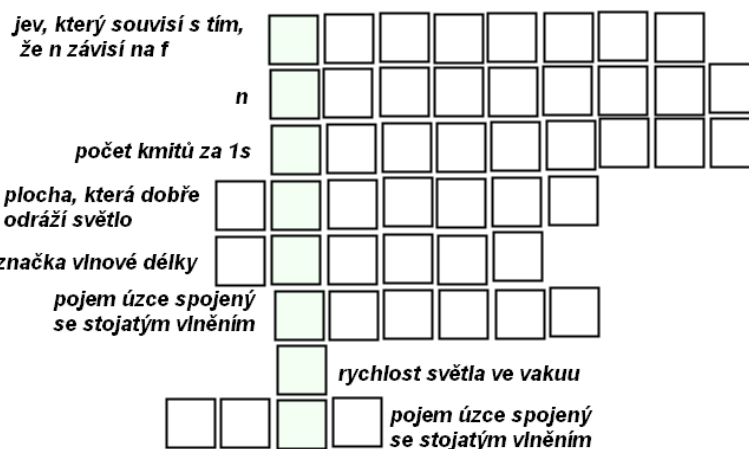 jev, který souvisí s tím,
že n závisí na f
n
počet kmitů za 1s
plocha, která dobře
odráží světlo
značka vlnové délky
pojem úzce spojený
se stojatým vlněním
rychlost světla ve vakuu
pojem úzce spojený
se stojatým vlněním